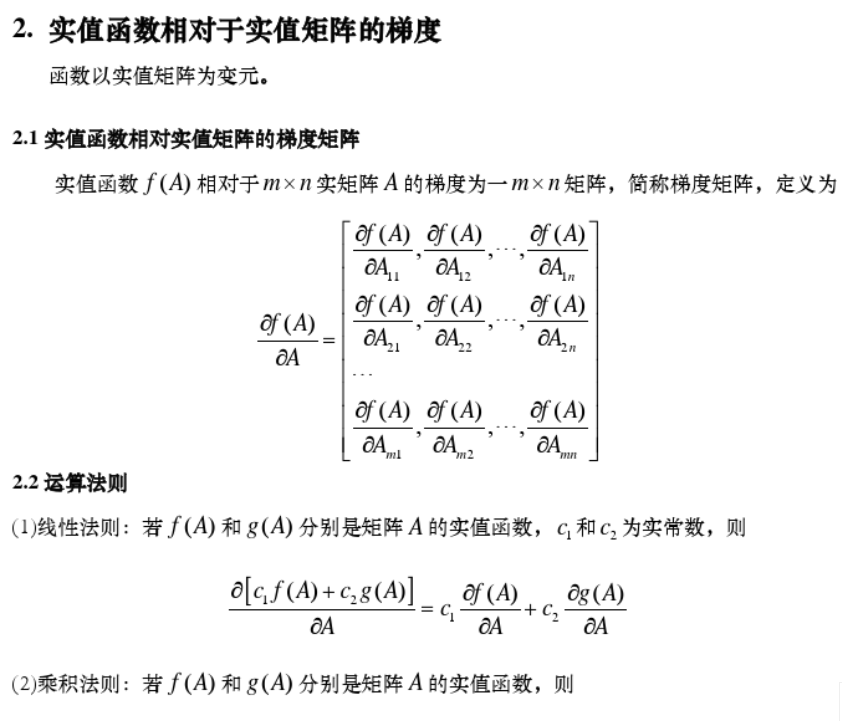 2. 实值函数相对于实值矩阵的梯度
函数以实值矩阵为变元。
2.1 实值函数相对实值矩阵的梯度矩阵
实值函数 f(A) 相对于 m×n 实矩阵 A 的梯度为一 m×n 矩阵，简称梯度矩阵，定义为
∂f(A)/∂A = [ ∂f(A)/∂A₁₁, ∂f(A)/∂A₁₂, ⋯, ∂f(A)/∂A₁ₙ
∂f(A)/∂A₂₁, ∂f(A)/∂A₂₂, ⋯, ∂f(A)/∂A₂ₙ
⋯
∂f(A)/∂Aₘ₁, ∂f(A)/∂Aₘ₂, ⋯, ∂f(A)/∂Aₘₙ ]
2.2 运算法则
(1)线性法则：若 f(A) 和 g(A) 分别是矩阵 A 的实值函数，c₁ 和 c₂ 为实常数，则
∂[c₁f(A)+c₂g(A)]/∂A = c₁ ∂f(A)/∂A + c₂ ∂g(A)/∂A
(2)乘积法则：若 f(A) 和 g(A) 分别是矩阵 A 的实值函数，则